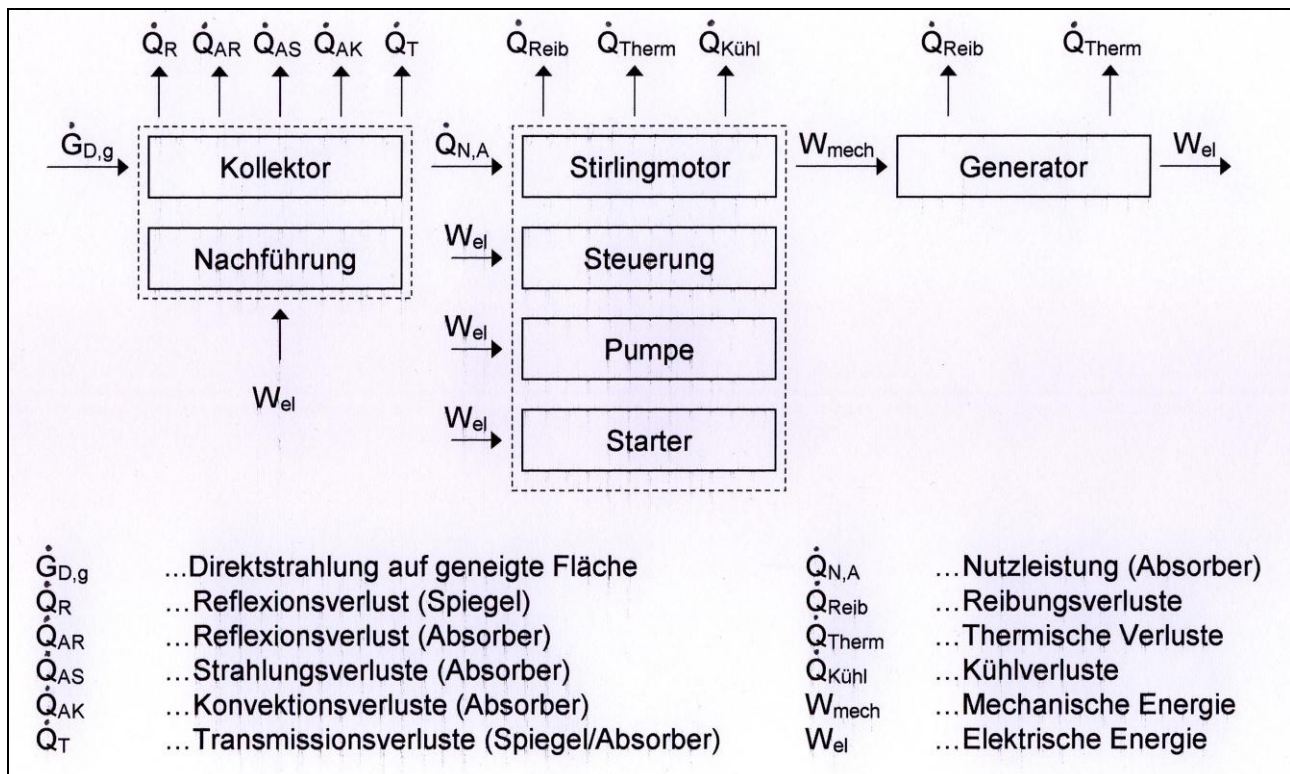 Q̇R Q̇AR Q̇AS Q̇AK Q̇T Q̇Reib Q̇Therm Q̇Kühl Q̇Reib Q̇Therm
ĠD,g Kollektor Q̇N,A Stirlingmotor Wmech Generator Wel
Nachführung Wel Steuerung
Wel Pumpe
Wel
Wel Starter
ĠD,g ...Direktstrahlung auf geneigte Fläche
Q̇R ...Reflexionsverlust (Spiegel)
Q̇AR ...Reflexionsverlust (Absorber)
Q̇AS ...Strahlungsverluste (Absorber)
Q̇AK ...Konvektionsverluste (Absorber)
Q̇T ...Transmissionsverluste (Spiegel/Absorber)
Q̇N,A ...Nutzleistung (Absorber)
Q̇Reib ...Reibungsverluste
Q̇Therm ...Thermische Verluste
Q̇Kühl ...Kühlverluste
Wmech ...Mechanische Energie
Wel ...Elektrische Energie